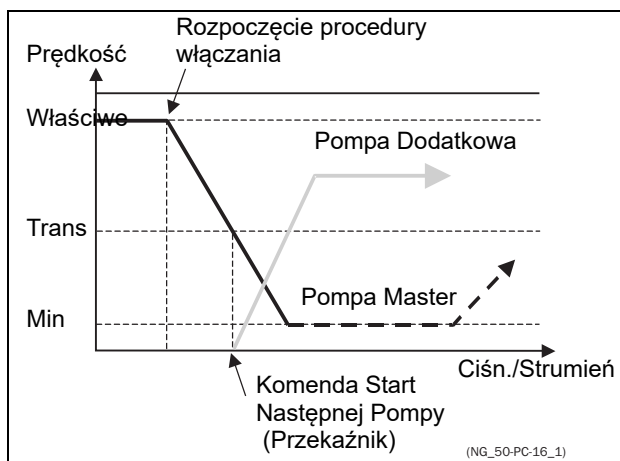 Rozpoczęcie procedury
włączania
Prędkość
Właściwe
Pompa Dodatkowa
Trans
Pompa Master
Min
Ciśn./Strumień
Komenda Start
Następnej Pompy
(Przekaźnik)
(NG_50-PC-16_1)